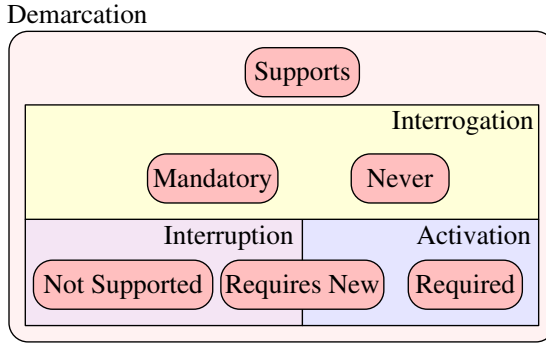 Demarcation
Supports
Interrogation
Mandatory Never
Interruption Activation
Not Supported Requires New Required